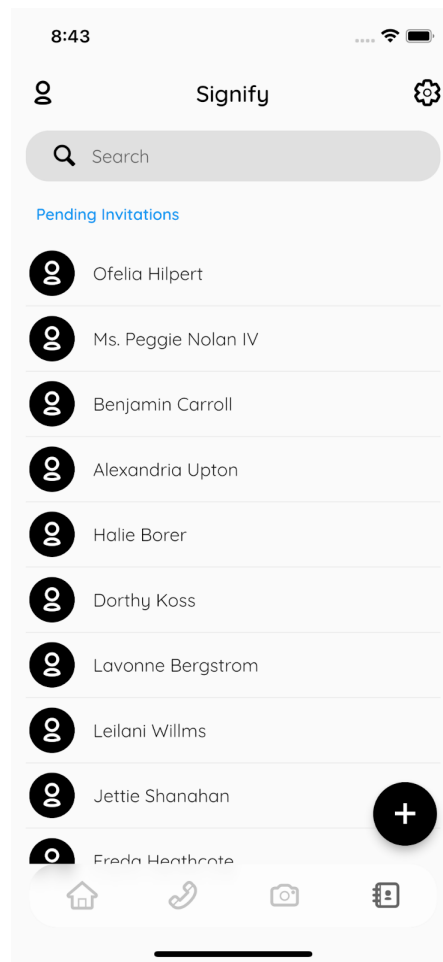 8:43
Signify
Search
Pending Invitations
Ofelia Hilpert
Ms. Peggie Nolan IV
Benjamin Carroll
Alexandria Upton
Halie Borer
Dorthy Koss
Lavonne Bergstrom
Leilani Willms
Jettie Shanahan
Freda Heathcote